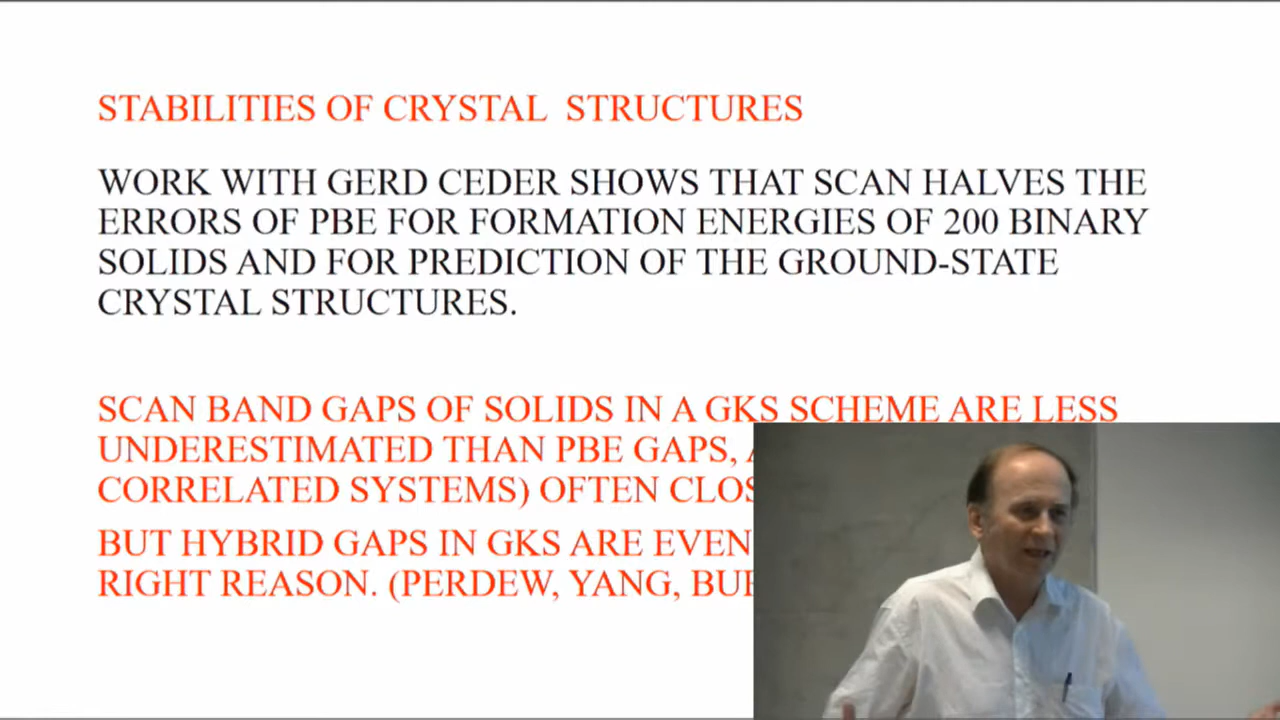 STABILITIES OF CRYSTAL STRUCTURES
WORK WITH GERD CEDER SHOWS THAT SCAN HALVES THE
ERRORS OF PBE FOR FORMATION ENERGIES OF 200 BINARY
SOLIDS AND FOR PREDICTION OF THE GROUND-STATE
CRYSTAL STRUCTURES.
SCAN BAND GAPS OF SOLIDS IN A GKS SCHEME ARE LESS
UNDERESTIMATED THAN PBE GAPS,
CORRELATED SYSTEMS) OFTEN
BUT HYBRID GAPS IN GKS ARE EVEN
RIGHT REASON. (PERDEW, YANG,